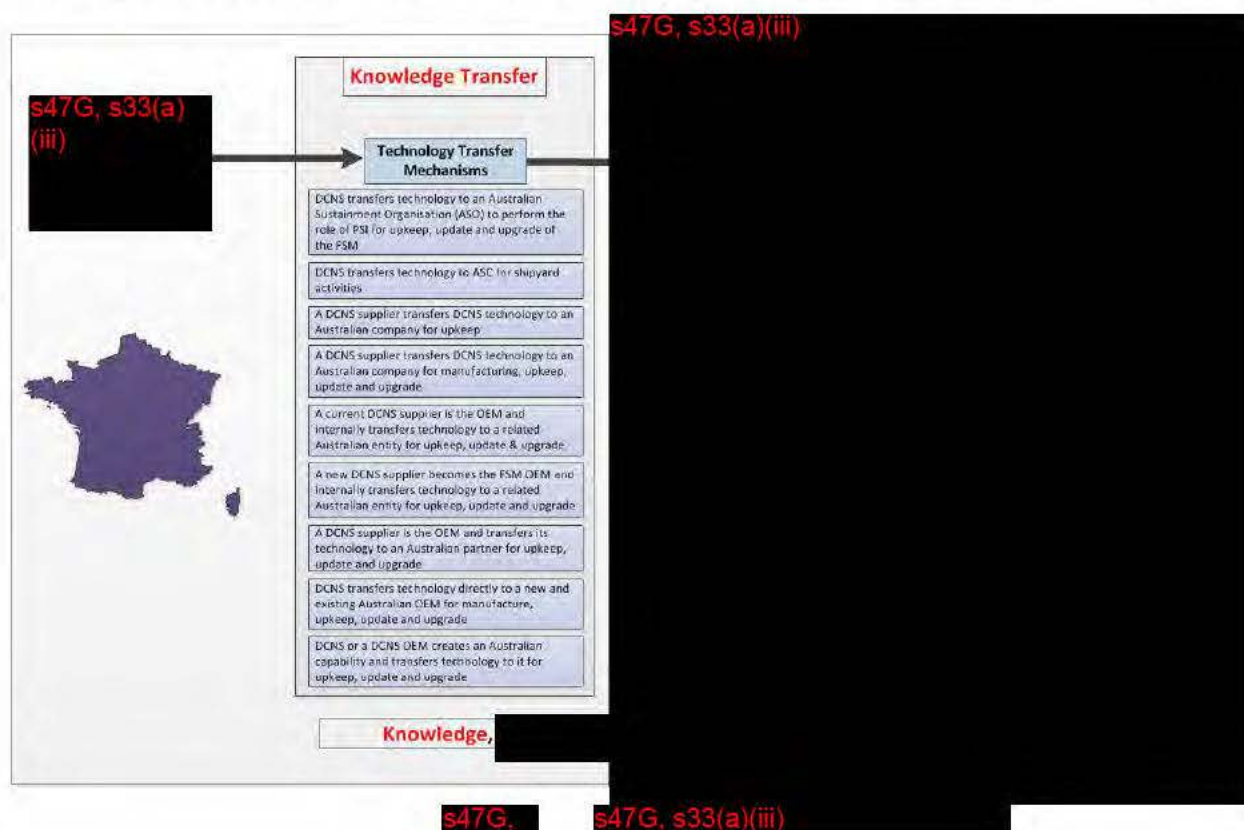 s47G, s33(a)(iii)
Knowledge Transfer
s47G, s33(a)
(iii)
Technology Transfer
Mechanisms
DCNS transfers technology to an Australian
Sustainment Organisation (ASO) to perform the
role of PSI for upkeep, update and upgrade of
the FSM
DCNS transfers technology to ASC for shipyard
activities
A DCNS supplier transfers DCNS technology to an
Australian company for upkeep
A DCNS supplier transfers DCNS technology to an
Australian company for manufacturing, upkeep,
update and upgrade
A current DCNS supplier is the OEM and
internally transfers technology to a related
Australian entity for upkeep, update & upgrade
A new DCNS supplier becomes the FSM OEM and
internally transfers technology to a related
Australian entity for upkeep, update and upgrade
A DCNS supplier is the OEM and transfers its
technology to an Australian partner for upkeep,
update and upgrade
DCNS transfers technology directly to a new and
existing Australian OEM for manufacture,
upkeep, update and upgrade
DCNS or a DCNS OEM creates an Australian
capability and transfers technology to it for
upkeep, update and upgrade
Knowledge,
s47G, s47G, s33(a)(iii)